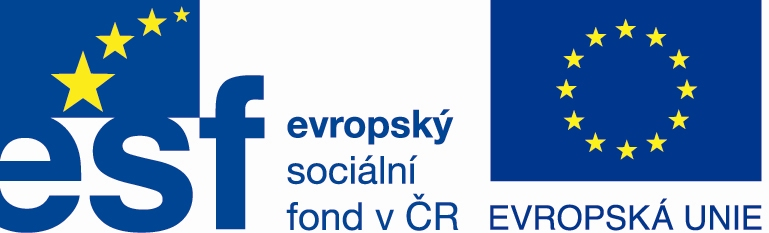 esf
evropský
sociální
fond v ČR
EVROPSKÁ UNIE